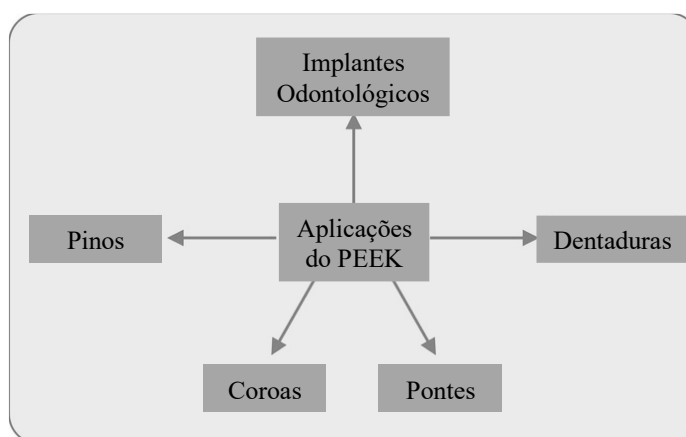 Implantes
Odontológicos
Pinos
Aplicações
do PEEK
Dentaduras
Coroas
Pontes